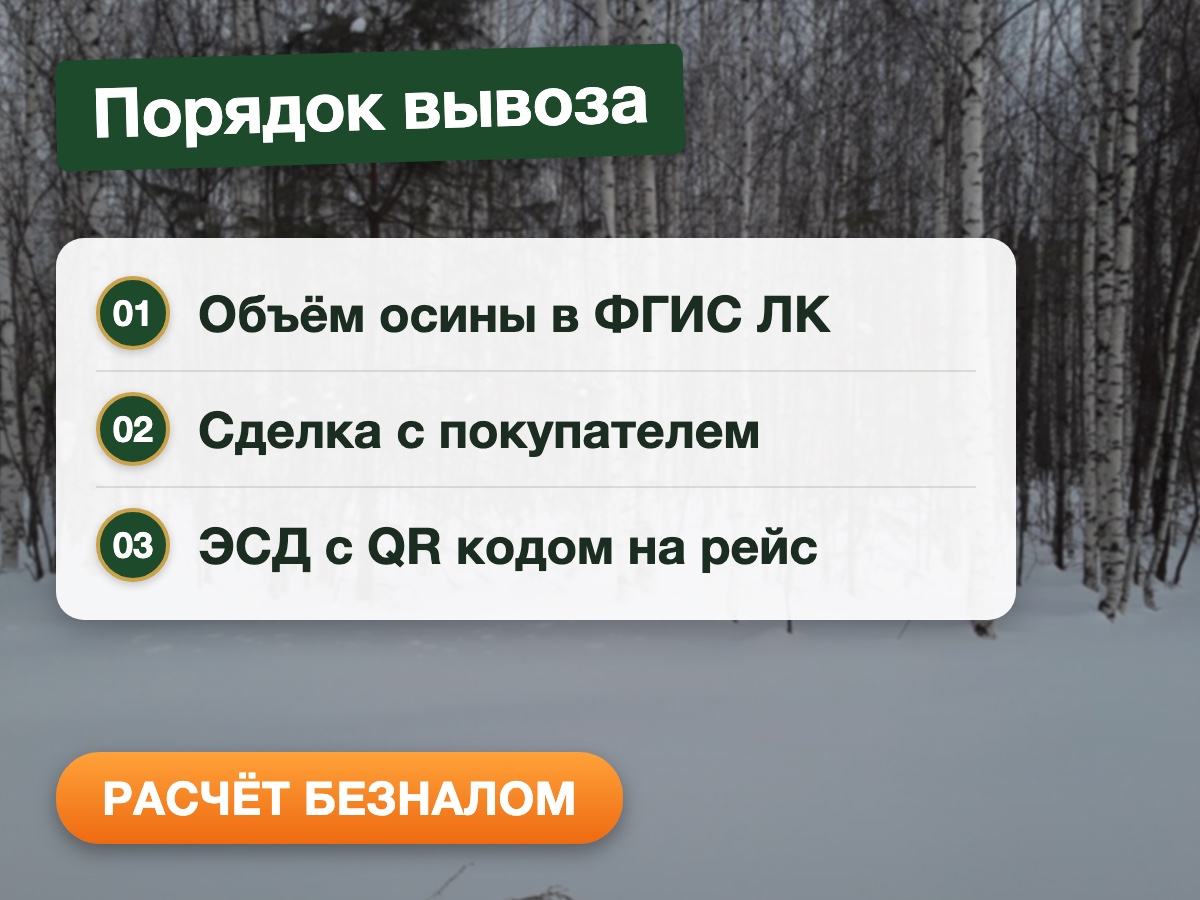 Порядок вывоза
01 Объём осины в ФГИС ЛК
02 Сделка с покупателем
03 ЭСД с QR кодом на рейс
РАСЧЁТ БЕЗНАЛОМ